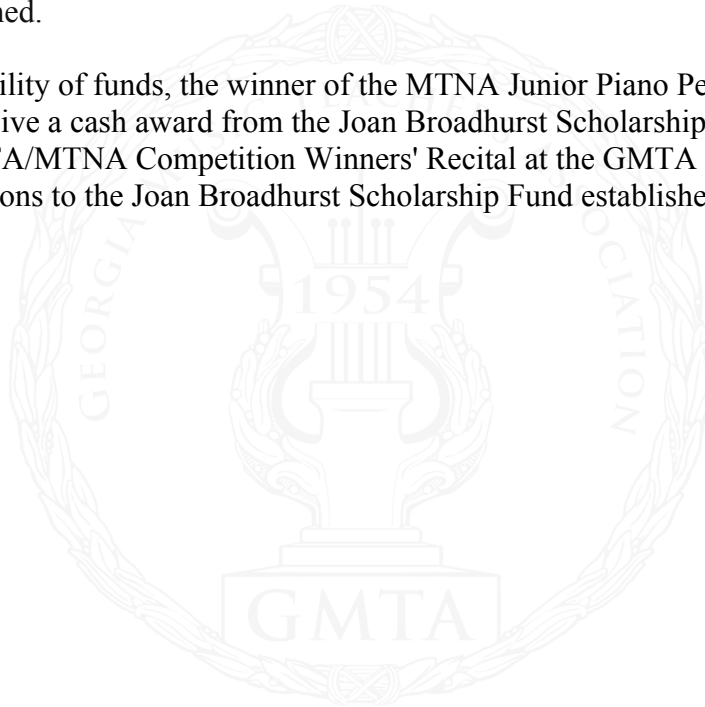 ned.
ility of funds, the winner of the MTNA Junior Piano Pe
ive a cash award from the Joan Broadhurst Scholarship
A/MTNA Competition Winners' Recital at the GMTA
ons to the Joan Broadhurst Scholarship Fund establishe
GEORGIA MUSIC TEACHERS ASSOCIATION
1954
GMTA